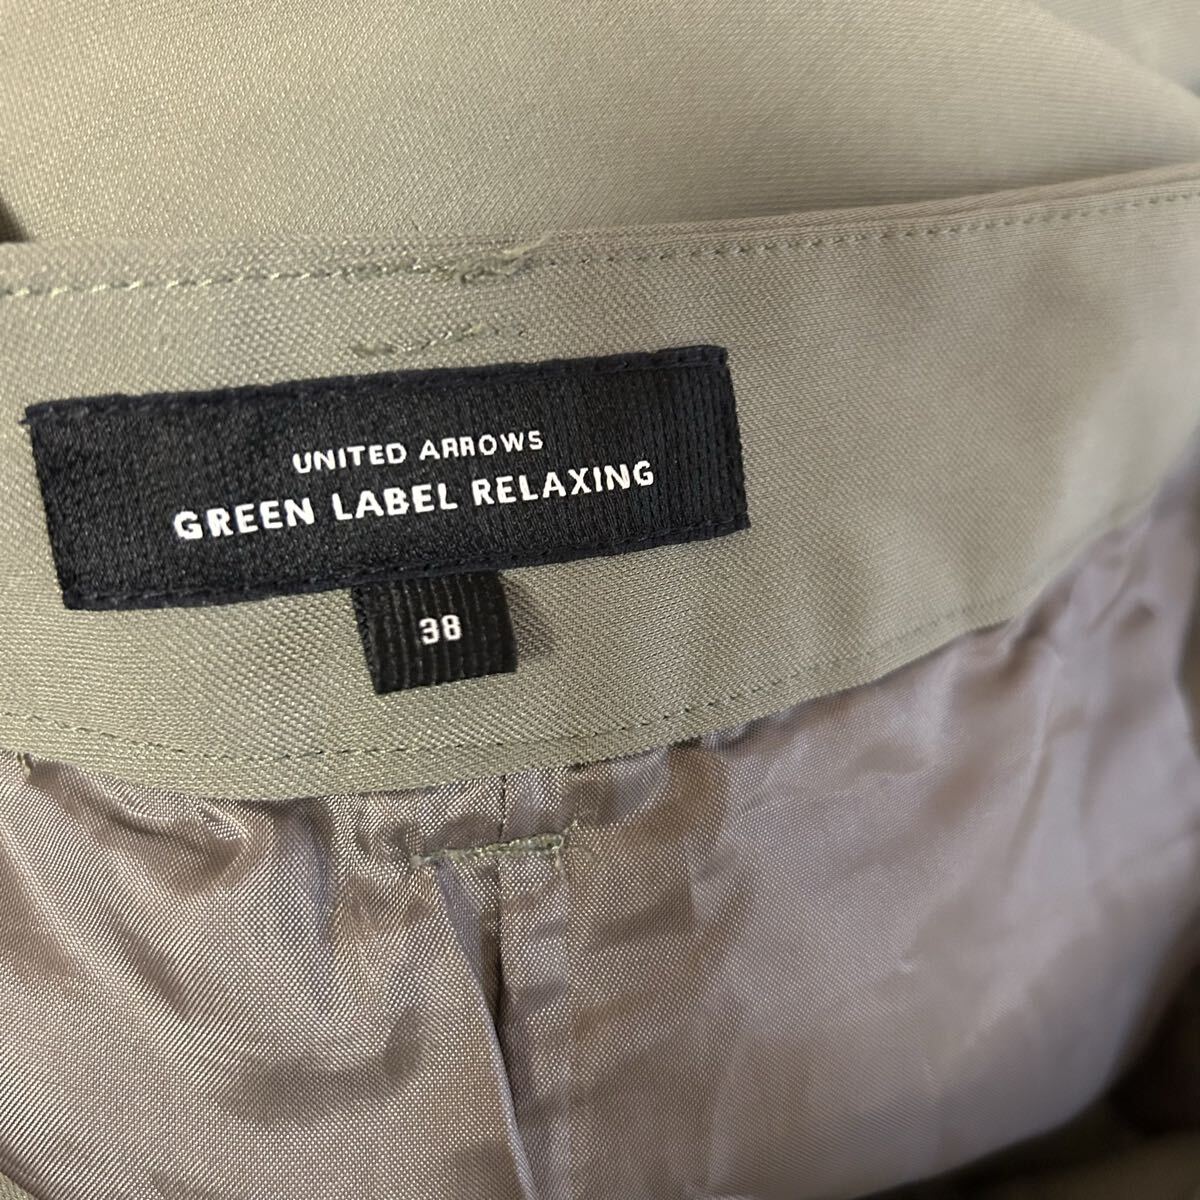 UNITED ARROWS
GREEN LABEL RELAXING
38